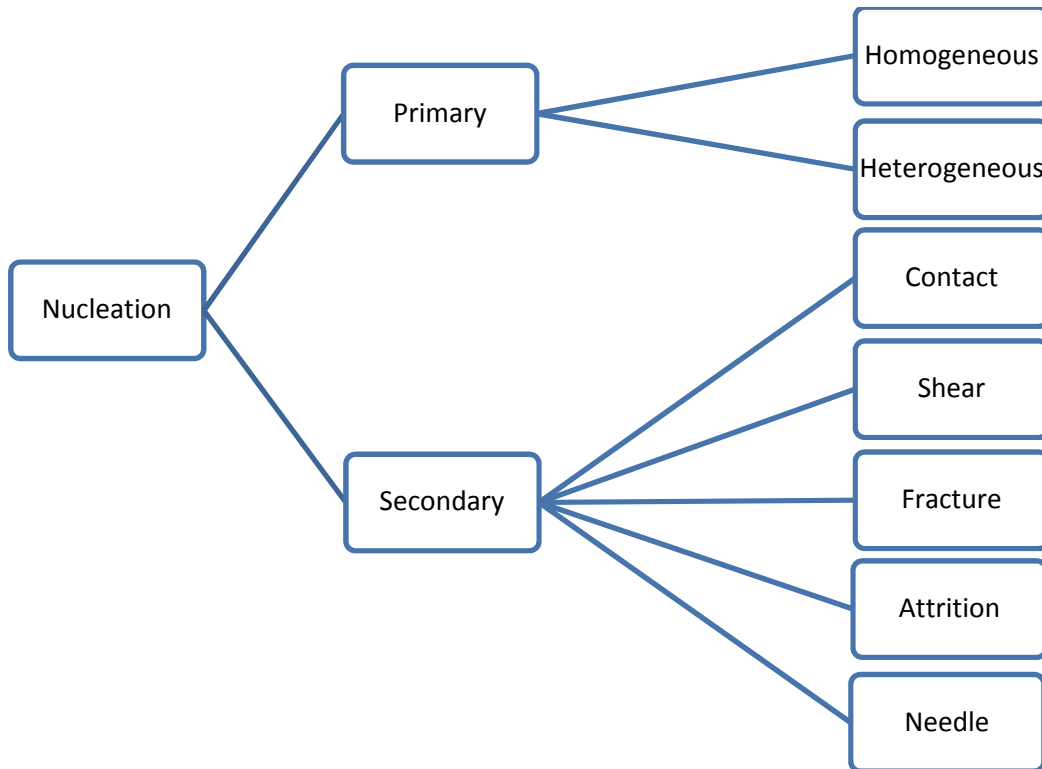 Nucleation
Primary
Homogeneous
Heterogeneous
Secondary
Contact
Shear
Fracture
Attrition
Needle